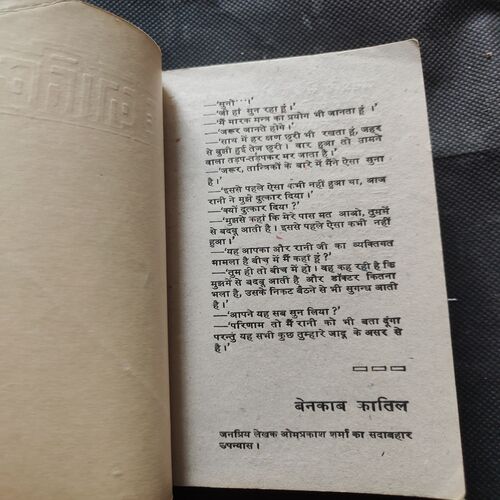 —'सुनो…।'
—'जी हां सुन रहा हूं।'
—'मैं मारक मन्त्र का प्रयोग भी जानता हूं।'
—'जरूर जानते होगे।'
—'साथ में हर क्षण छुरी भी रखता हूं, जहर
से बुझी हुई तेज छुरी। वार हुआ तो सामने
वाला तड़प-तड़पकर मर जाता है।'
—'जरूर, तान्त्रिकों के बारे में मैंने ऐसा सुना
है।'
—'इससे पहले ऐसा कभी नहीं हुआ था, आज
रानी ने मुझे दुत्कार दिया।'
—'क्यों दुत्कार दिया?'
—'मुझसे कहा कि मेरे पास मत आओ, तुममें
से बदबू आती है। इससे पहले ऐसा कभी नहीं
हुआ।'
—'यह आपका और रानी जी का व्यक्तिगत
मामला है बीच में मैं कहां हूं?'
—'तुम ही तो बीच में हो। वह कह रही है कि
मुझमें से बदबू आती है और डॉक्टर कितना
भला है, उसके निकट बैठने से भी सुगन्ध आती
है।'
—'आपने यह सब सुन लिया?'
—'परिणाम तो मैं रानी को भी बता दूंगा
परन्तु यह सभी कुछ तुम्हारे जादू के असर से
है।'
बेनकाब कातिल
जनप्रिय लेखक ओमप्रकाश शर्मा का सदाबहार
उपन्यास।